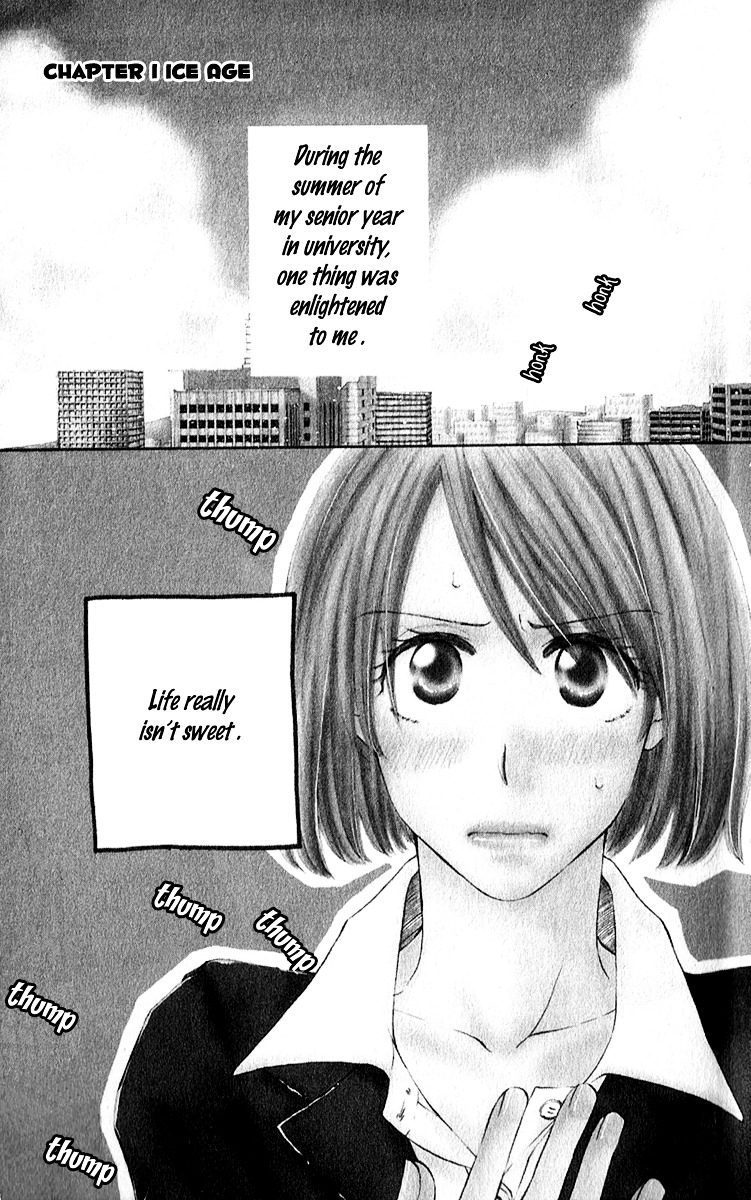 CHAPTER 1 ICE AGE
During the
summer of
my senior year
in university,
one thing was
enlightened
to me .
honk
honk
thump
Life really
isn't sweet .
thump
thump
thump
thump